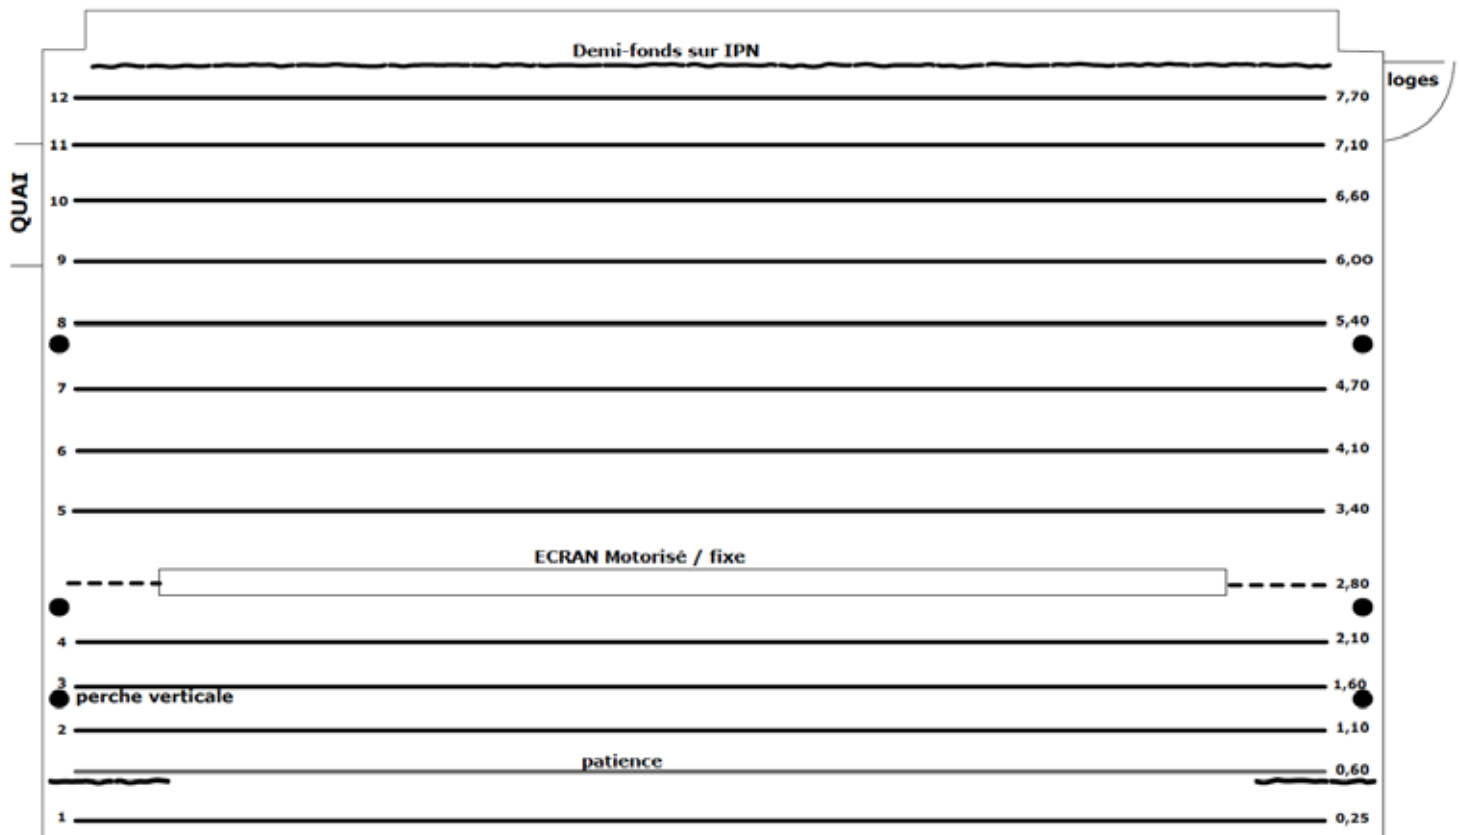 Demi-fonds sur IPN
loges
12 7,70
11 7,10
QUAI
10 6,60
9 6,00
8 5,40
7 4,70
6 4,10
5 3,40
ECRAN Motorisé / fixe
2,80
4 2,10
3 1,60
perche verticale
2 1,10
patience
0,60
1 0,25